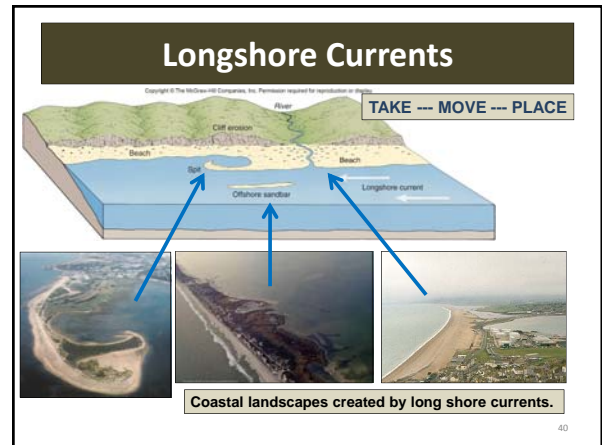 Longshore Currents
Copyright © The McGraw-Hill Companies, Inc. Permission required for reproduction or display.
TAKE --- MOVE --- PLACE
River
Cliff erosion
Beach
Beach
Spit
Longshore current
Offshore sandbar
Coastal landscapes created by long shore currents.
40